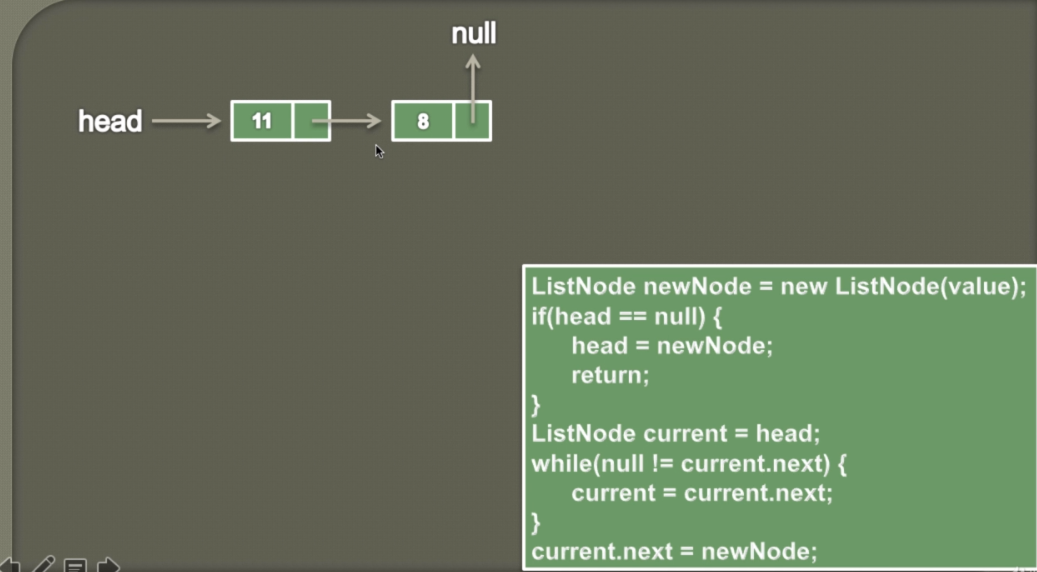 null
head
11
8
ListNode newNode = new ListNode(value);
if(head == null) {
head = newNode;
return;
}
ListNode current = head;
while(null != current.next) {
current = current.next;
}
current.next = newNode;